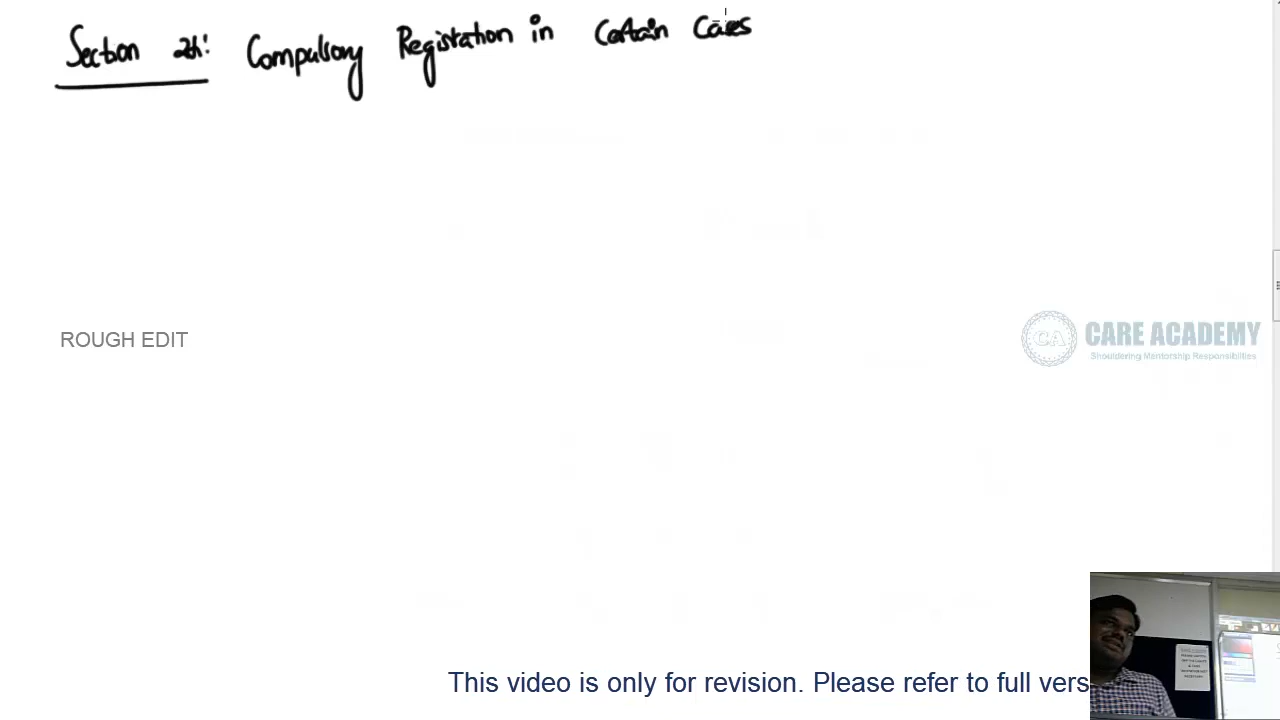 Section 24: Compulsory Registration in Certain Cases
ROUGH EDIT
CA CARE ACADEMY
Shouldering Mentorship Responsibilities
This video is only for revision. Please refer to full vers